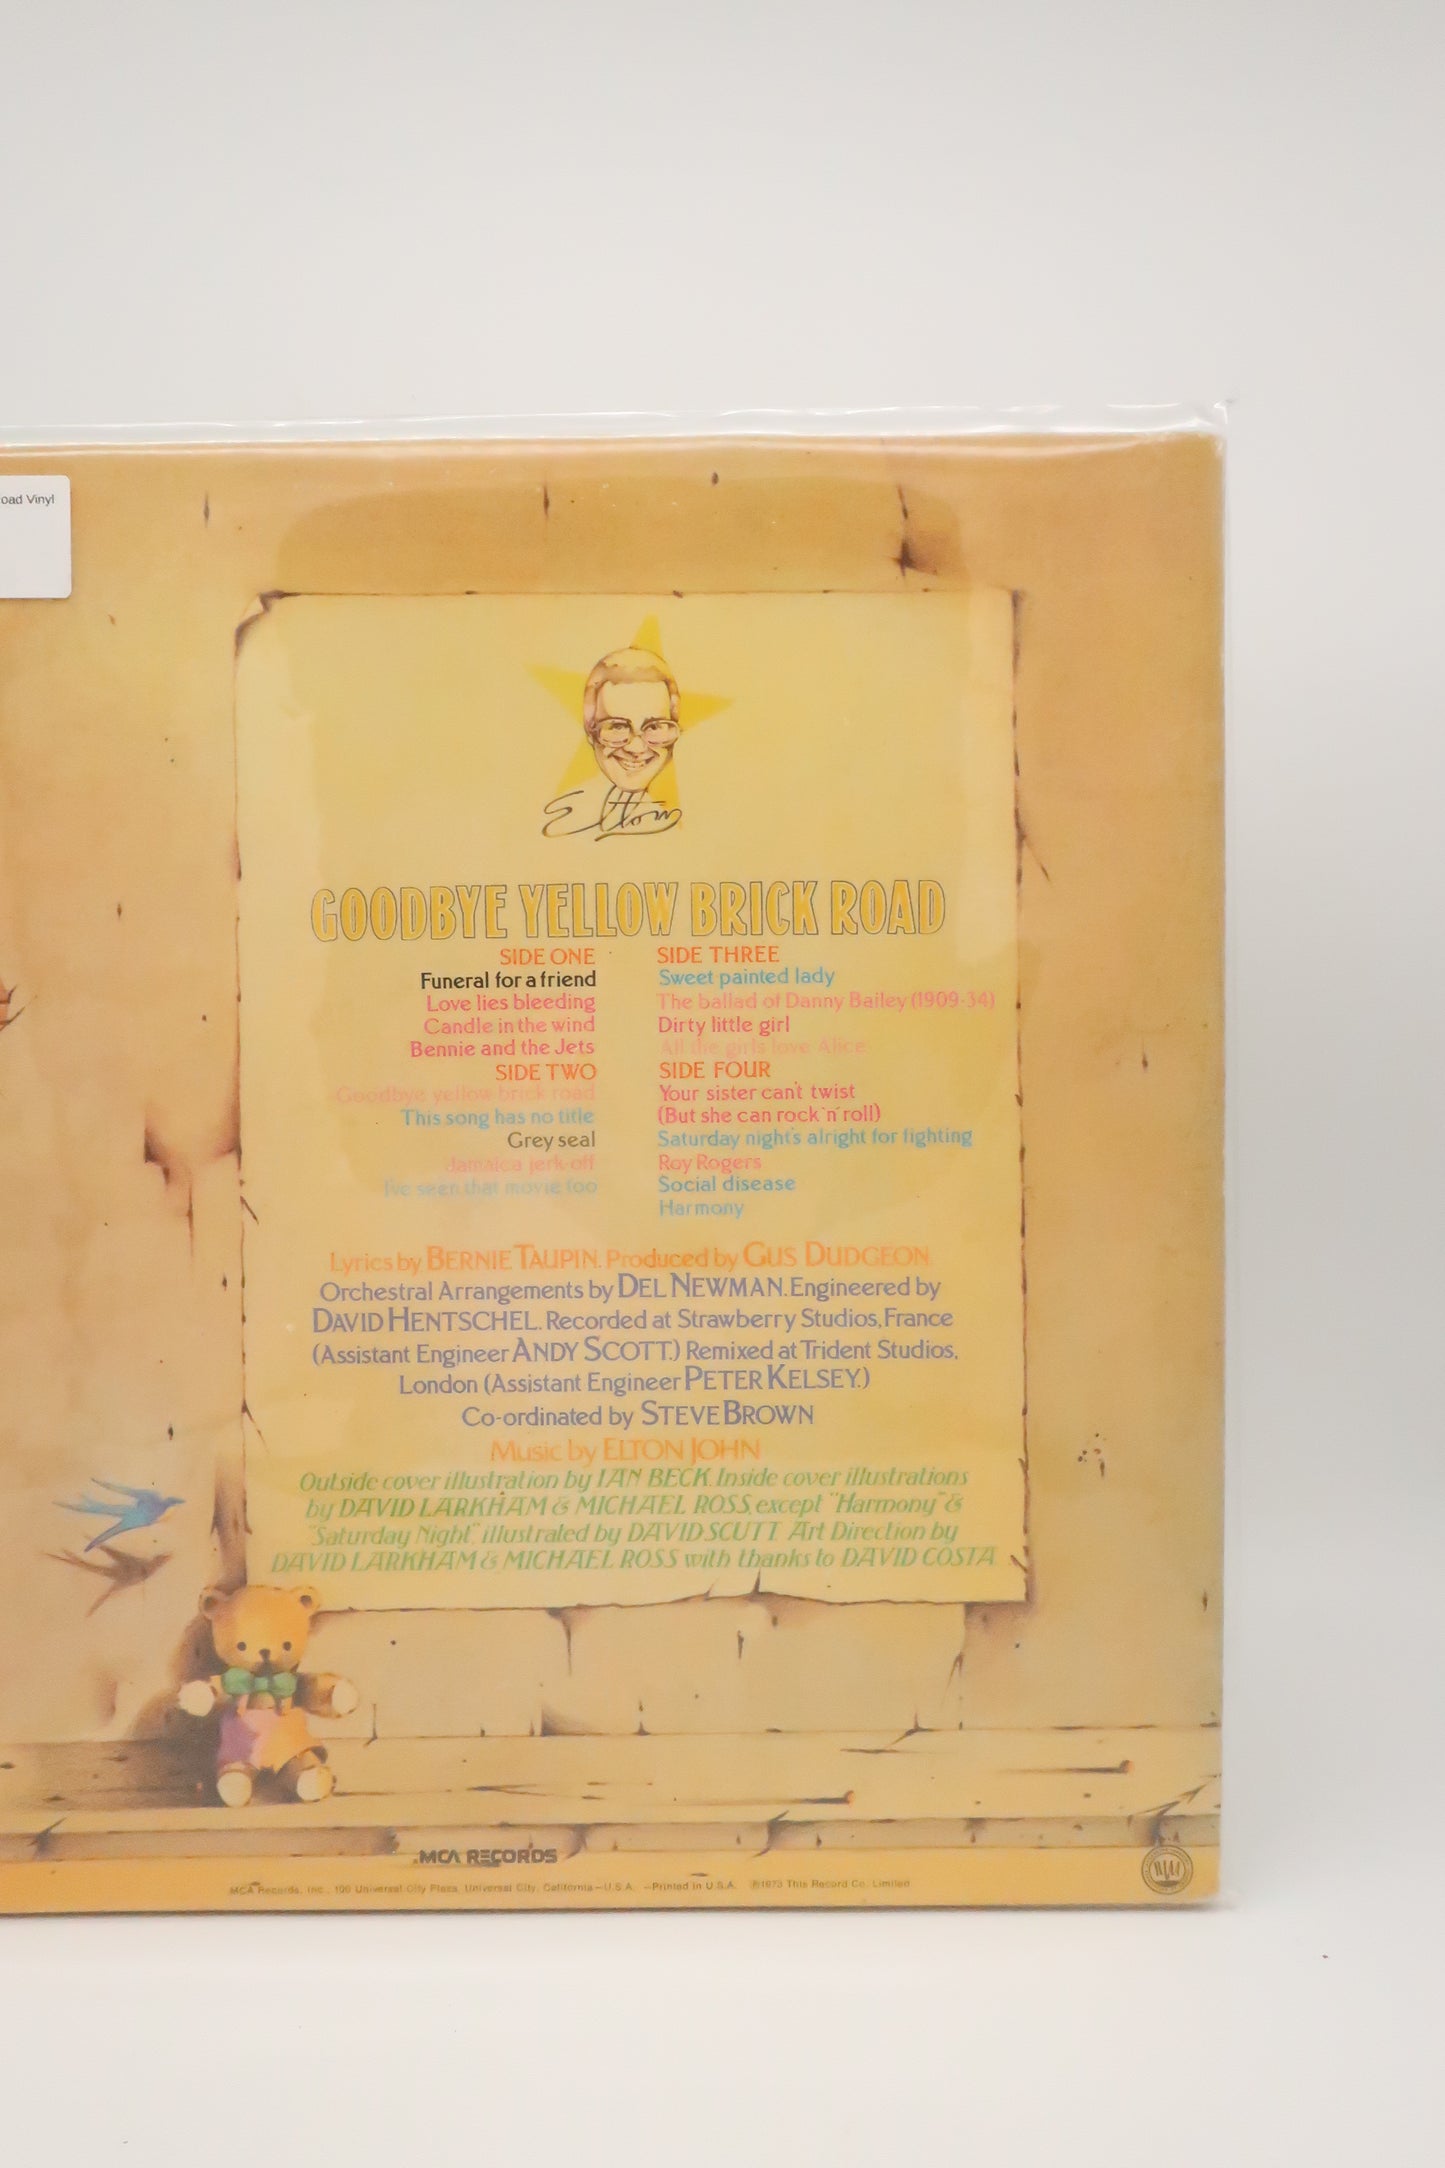 oad Vinyl
Elton
GOODBYE YELLOW BRICK ROAD
SIDE ONE
Funeral for a friend
Love lies bleeding
Candle in the wind
Bennie and the Jets
SIDE TWO
Goodbye yellow brick road
This song has no title
Grey seal
Jamaica jerk-off
I've seen that movie too
SIDE THREE
Sweet painted lady
The ballad of Danny Bailey (1909-34)
Dirty little girl
All the girls love Alice
SIDE FOUR
Your sister can't twist
(But she can rock 'n' roll)
Saturday night's alright for fighting
Roy Rogers
Social disease
Harmony
Lyrics by BERNIE TAUPIN. Produced by GUS DUDGEON.
Orchestral Arrangements by DEL NEWMAN. Engineered by
DAVID HENTSCHEL. Recorded at Strawberry Studios, France
(Assistant Engineer ANDY SCOTT.) Remixed at Trident Studios,
London (Assistant Engineer PETER KELSEY.)
Co-ordinated by STEVE BROWN
Music by ELTON JOHN
Outside cover illustration by IAN BECK. Inside cover illustrations
by DAVID LARKHAM & MICHAEL ROSS, except "Harmony" &
"Saturday Night", illustrated by DAVID SCUTT. Art Direction by
DAVID LARKHAM & MICHAEL ROSS with thanks to DAVID COSTA
MCA RECORDS
MCA Records, Inc., 100 Universal City Plaza, Universal City, California—U.S.A. —Printed in U.S.A. ℗1973 This Record Co. Limited